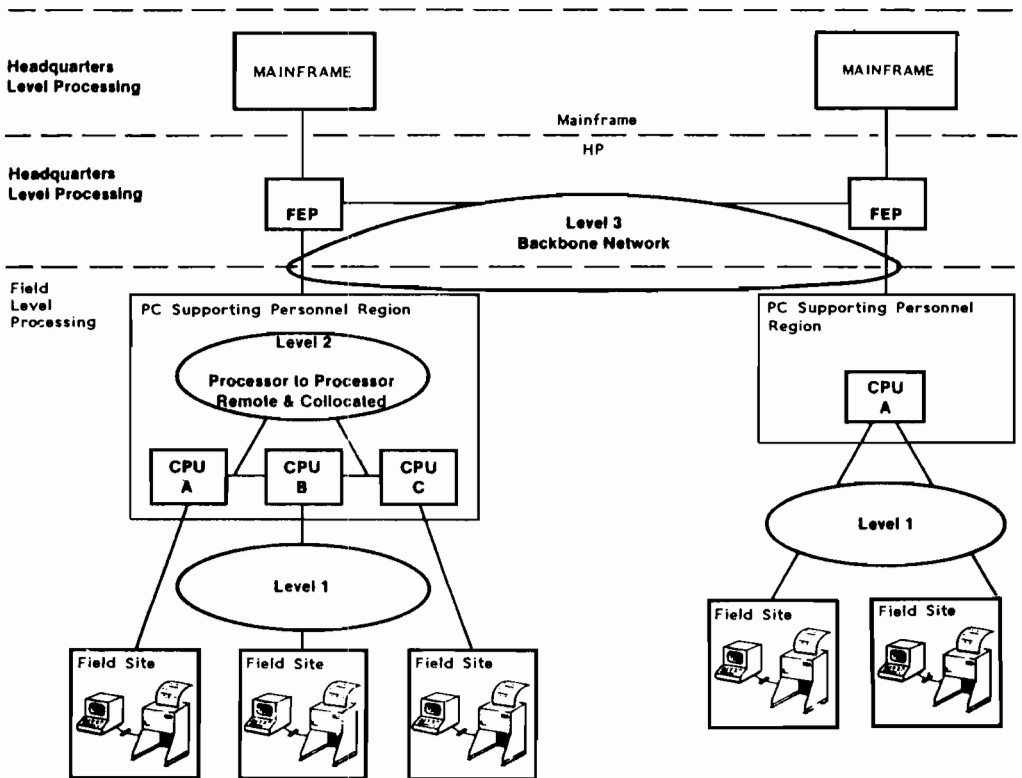 Headquarters
Level Processing
MAINFRAME
MAINFRAME
Mainframe
HP
Headquarters
Level Processing
FEP
FEP
Level 3
Backbone Network
Field
Level
Processing
PC Supporting Personnel Region
PC Supporting Personnel
Region
Level 2
Processor to Processor
Remote & Collocated
CPU
A
CPU
B
CPU
C
CPU
A
Level 1
Level 1
Field Site
Field Site
Field Site
Field Site
Field Site